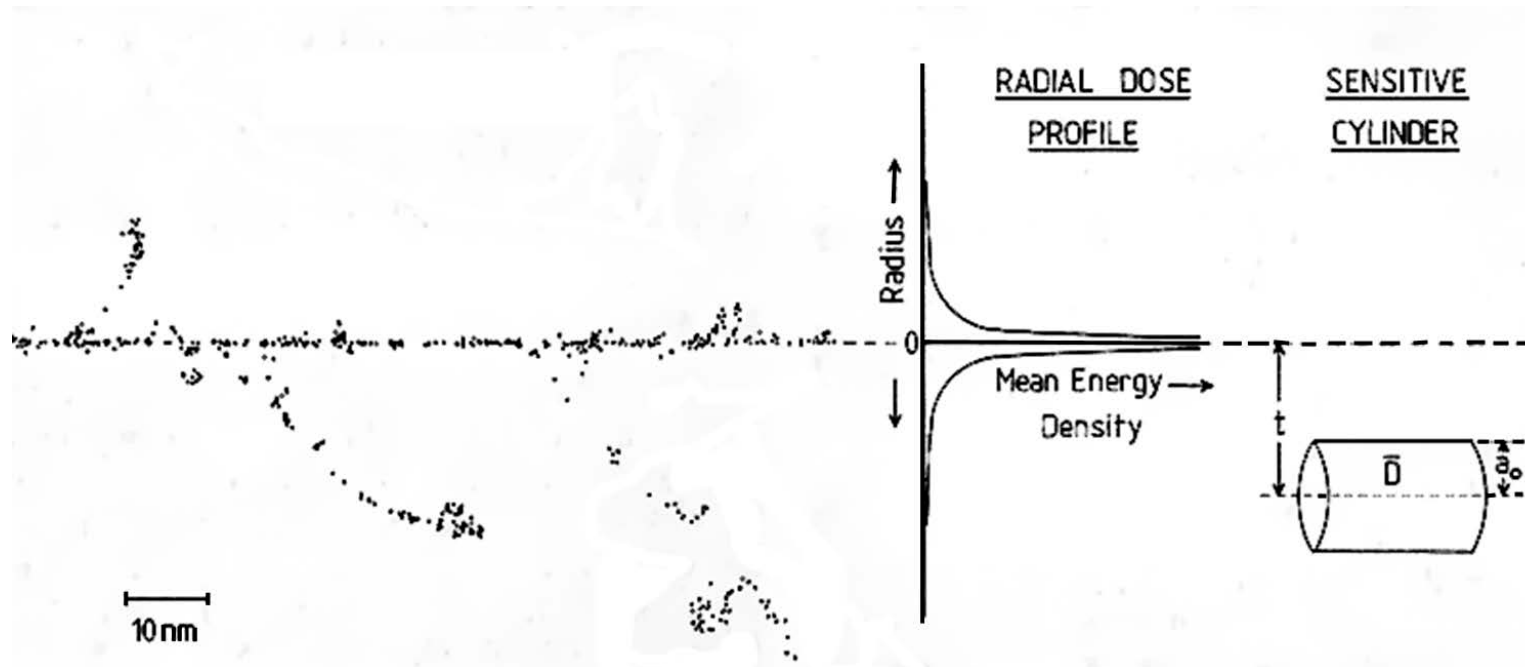 RADIAL DOSE
PROFILE
SENSITIVE
CYLINDER
Radius →
0
Mean Energy →
Density
t
D̅
a₀
10 nm